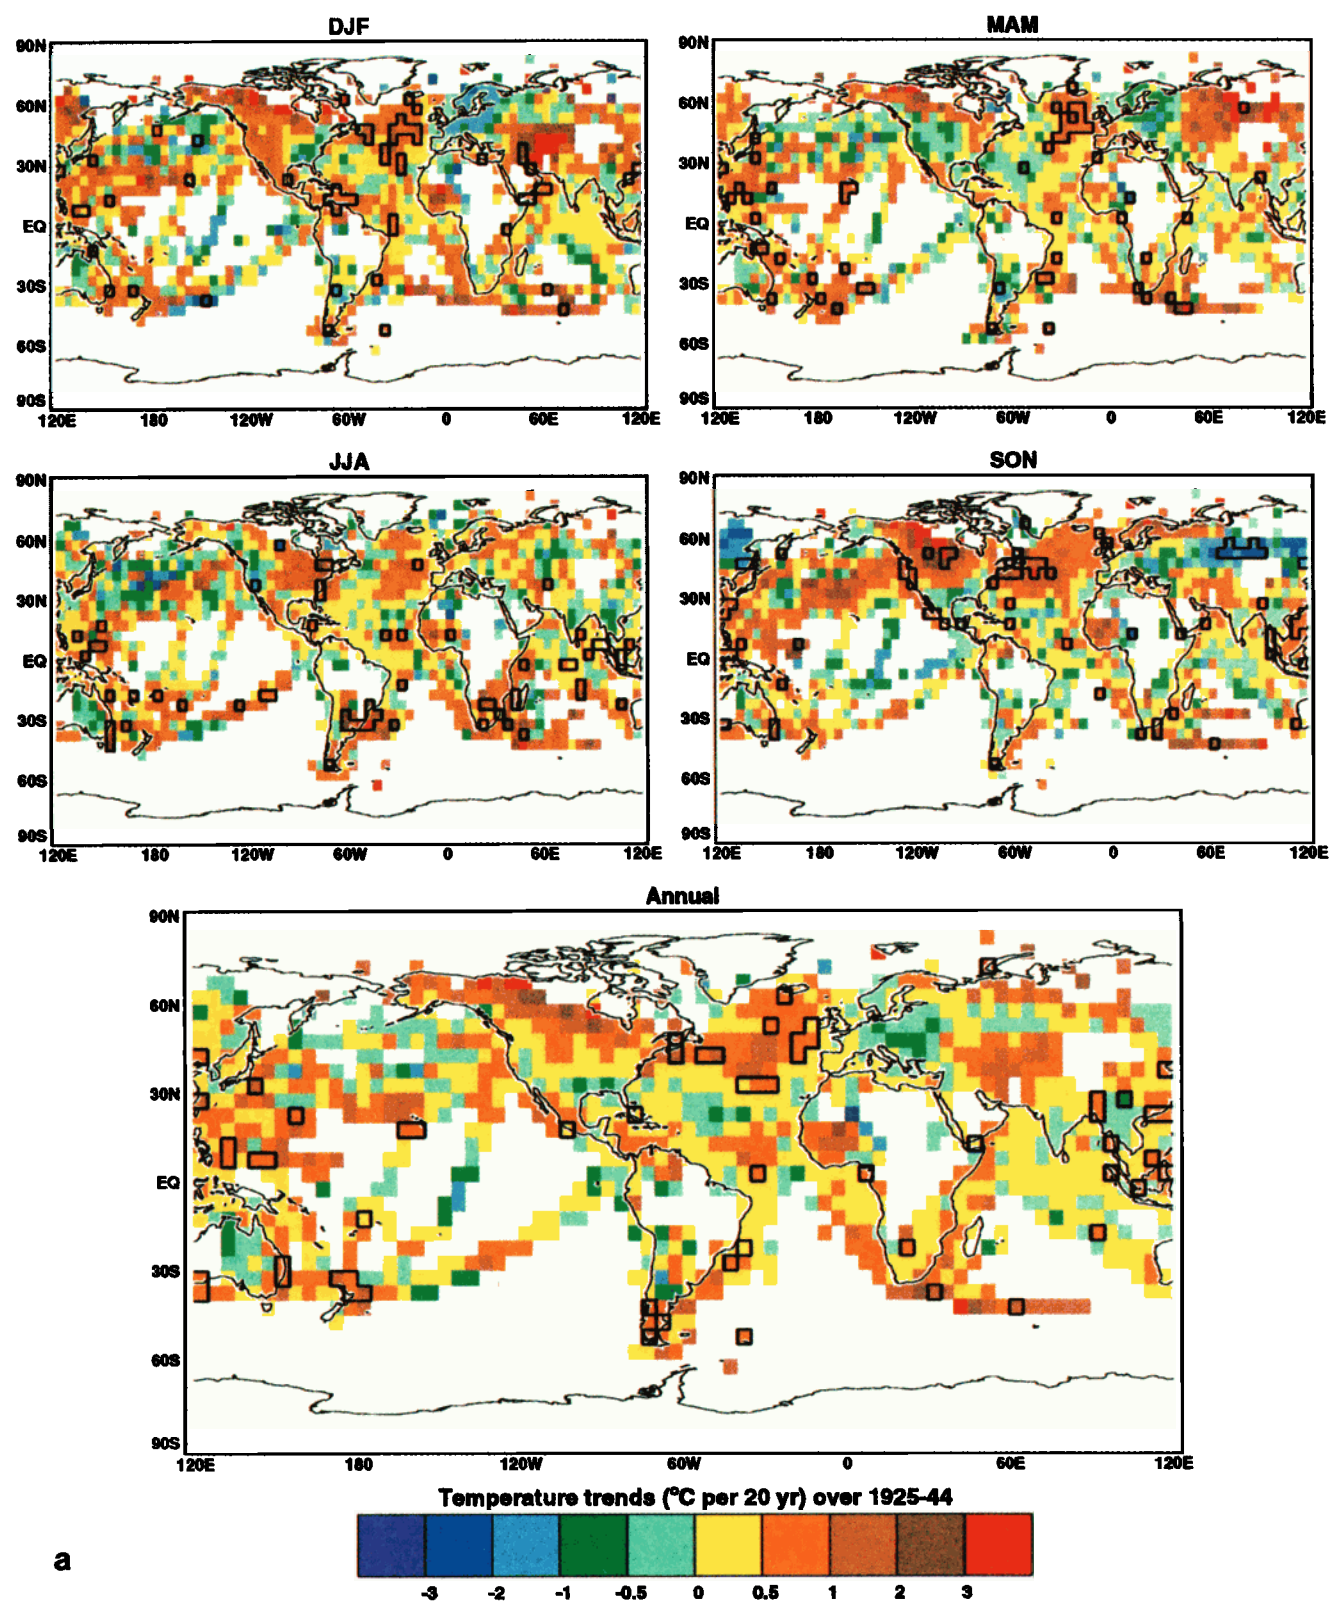 DJF
MAM
90N
60N
30N
EQ
30S
60S
90S
120E 180 120W 60W 0 60E 120E
90N
60N
30N
EQ
30S
60S
90S
120E 180 120W 60W 0 60E 120E
JJA
SON
90N
60N
30N
EQ
30S
60S
90S
120E 180 120W 60W 0 60E 120E
90N
60N
30N
EQ
30S
60S
90S
120E 180 120W 60W 0 60E 120E
Annual
90N
60N
30N
EQ
30S
60S
90S
120E 180 120W 60W 0 60E 120E
Temperature trends (°C per 20 yr) over 1925-44
-3 -2 -1 -0.5 0 0.5 1 2 3
a